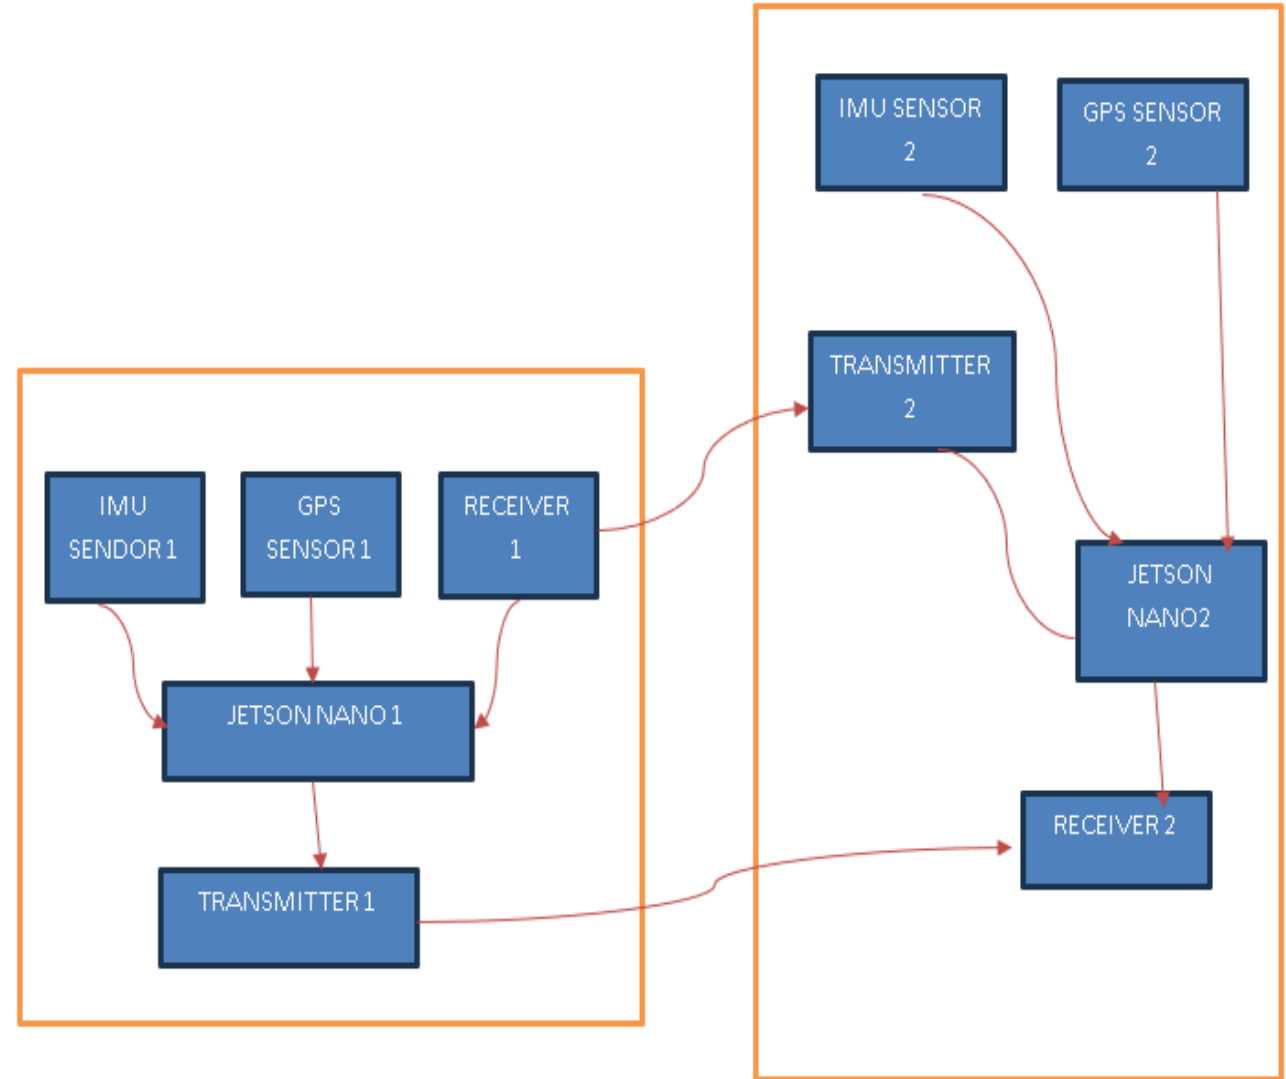 IMU SENSOR
2
GPS SENSOR
2
TRANSMITTER
2
IMU
SENDOR 1
GPS
SENSOR 1
RECEIVER
1
JETSON
NANO2
JETSON NANO 1
RECEIVER 2
TRANSMITTER 1